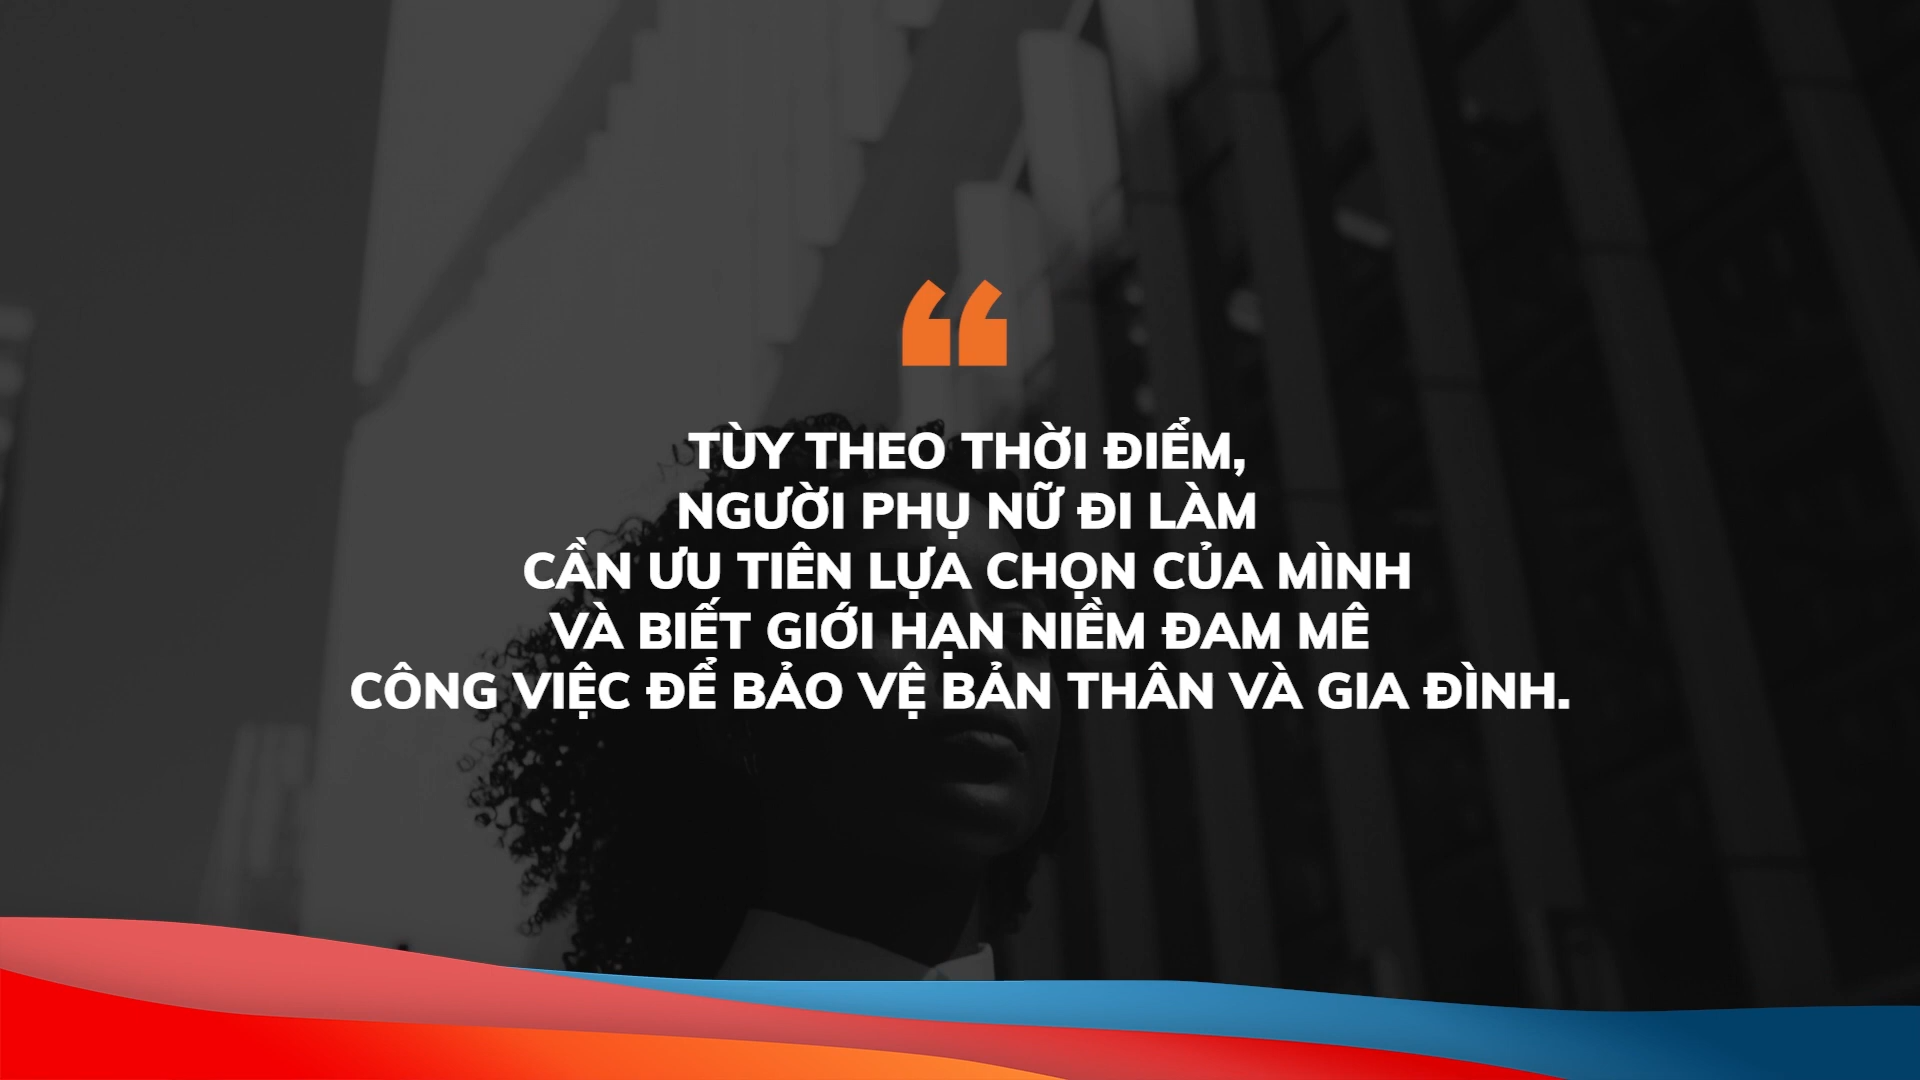 TÙY THEO THỜI ĐIỂM,
NGƯỜI PHỤ NỮ ĐI LÀM
CẦN ƯU TIÊN LỰA CHỌN CỦA MÌNH
VÀ BIẾT GIỚI HẠN NIỀM ĐAM MÊ
CÔNG VIỆC ĐỂ BẢO VỆ BẢN THÂN VÀ GIA ĐÌNH.